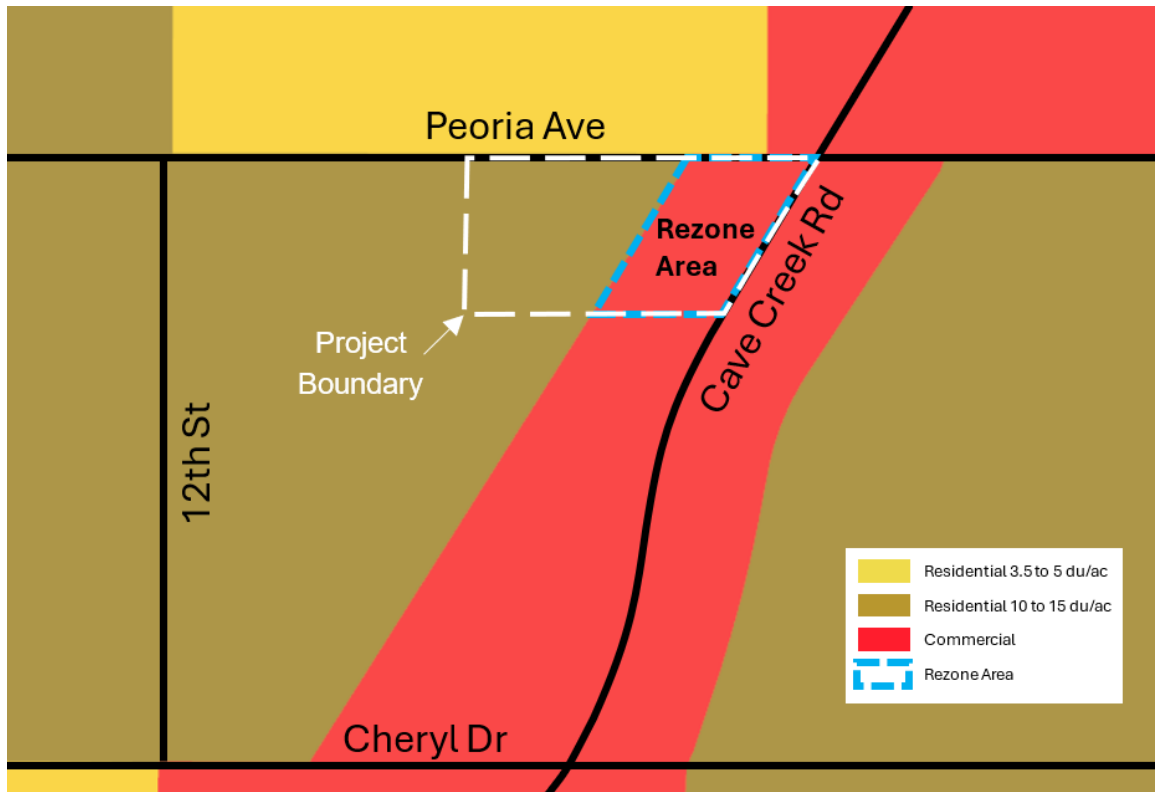 Peoria Ave
Rezone
Area
Cave Creek Rd
Project
Boundary
12th St
Residential 3.5 to 5 du/ac
Residential 10 to 15 du/ac
Commercial
Rezone Area
Cheryl Dr